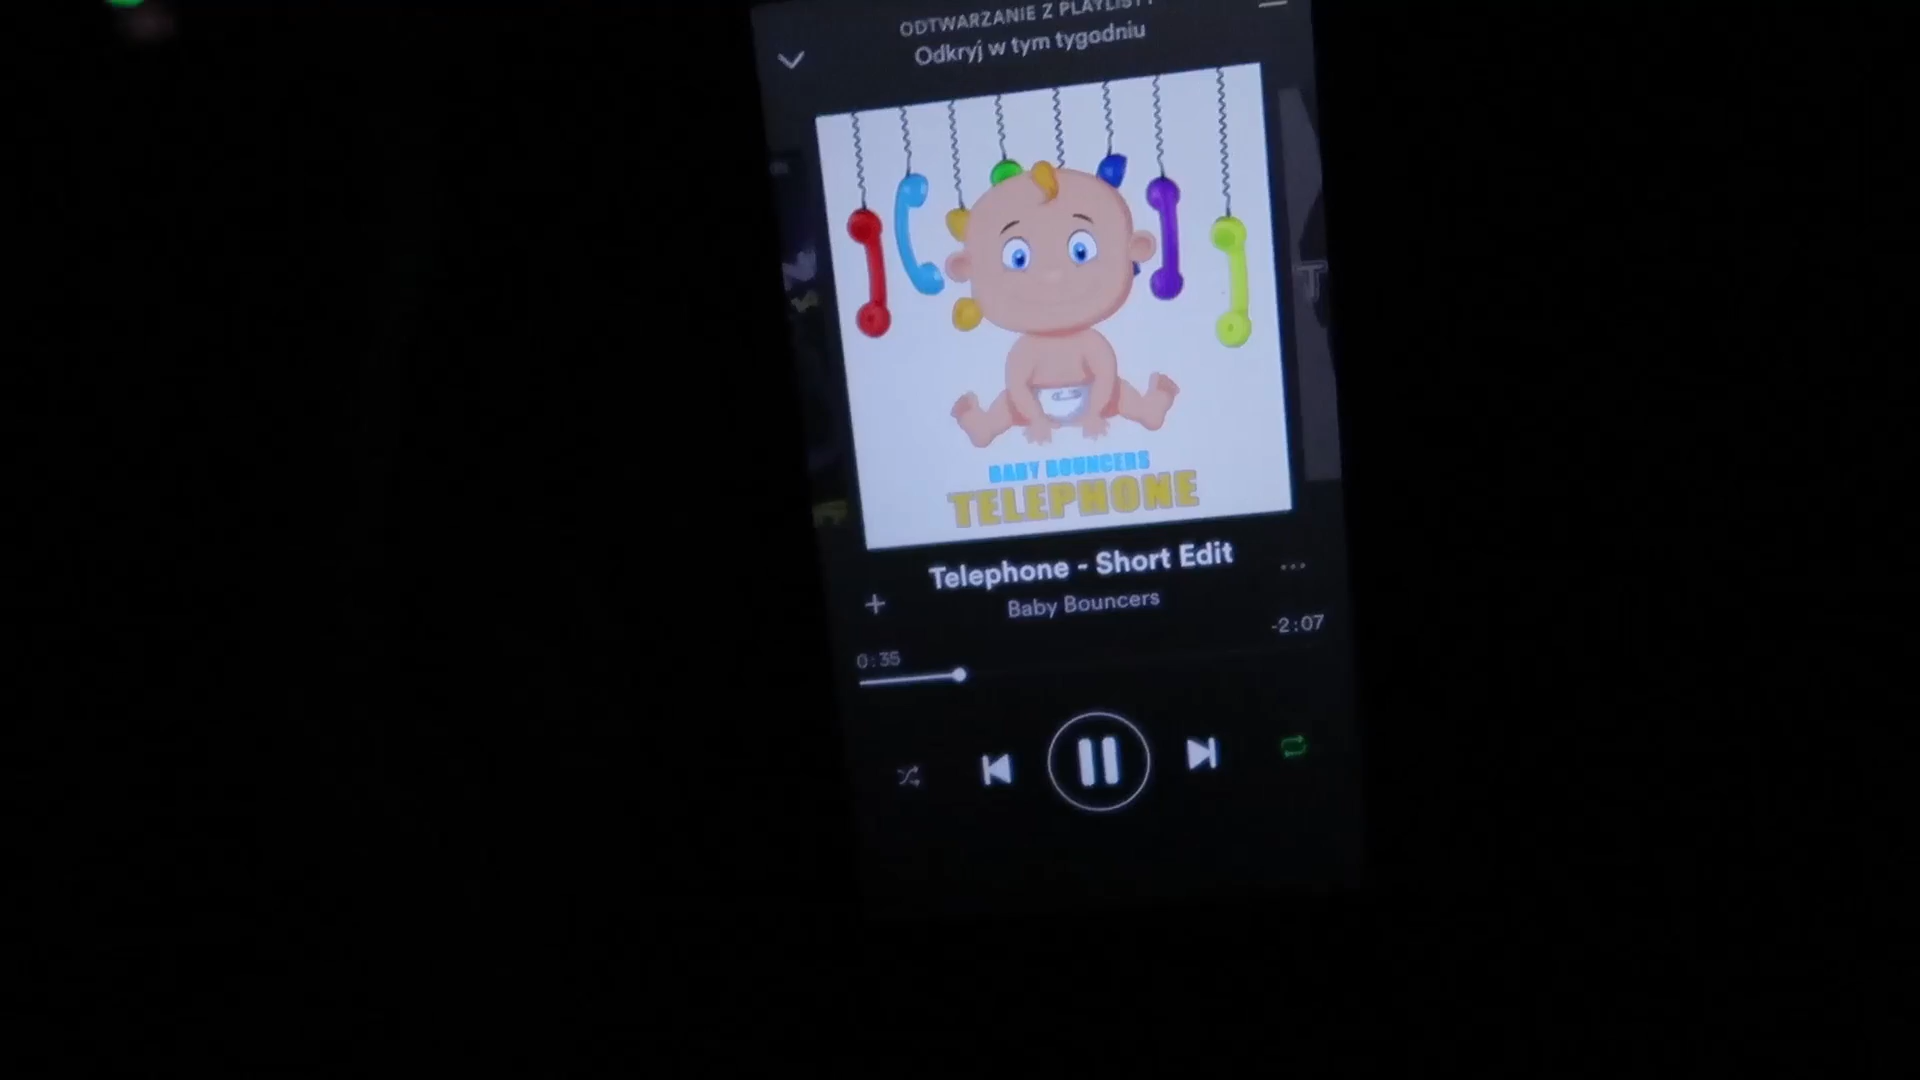 ODTWARZANIE Z PLAYLISTY
Odkryj w tym tygodniu
BABY BOUNCERS
TELEPHONE
Telephone - Short Edit
Baby Bouncers
-2:07
0:35